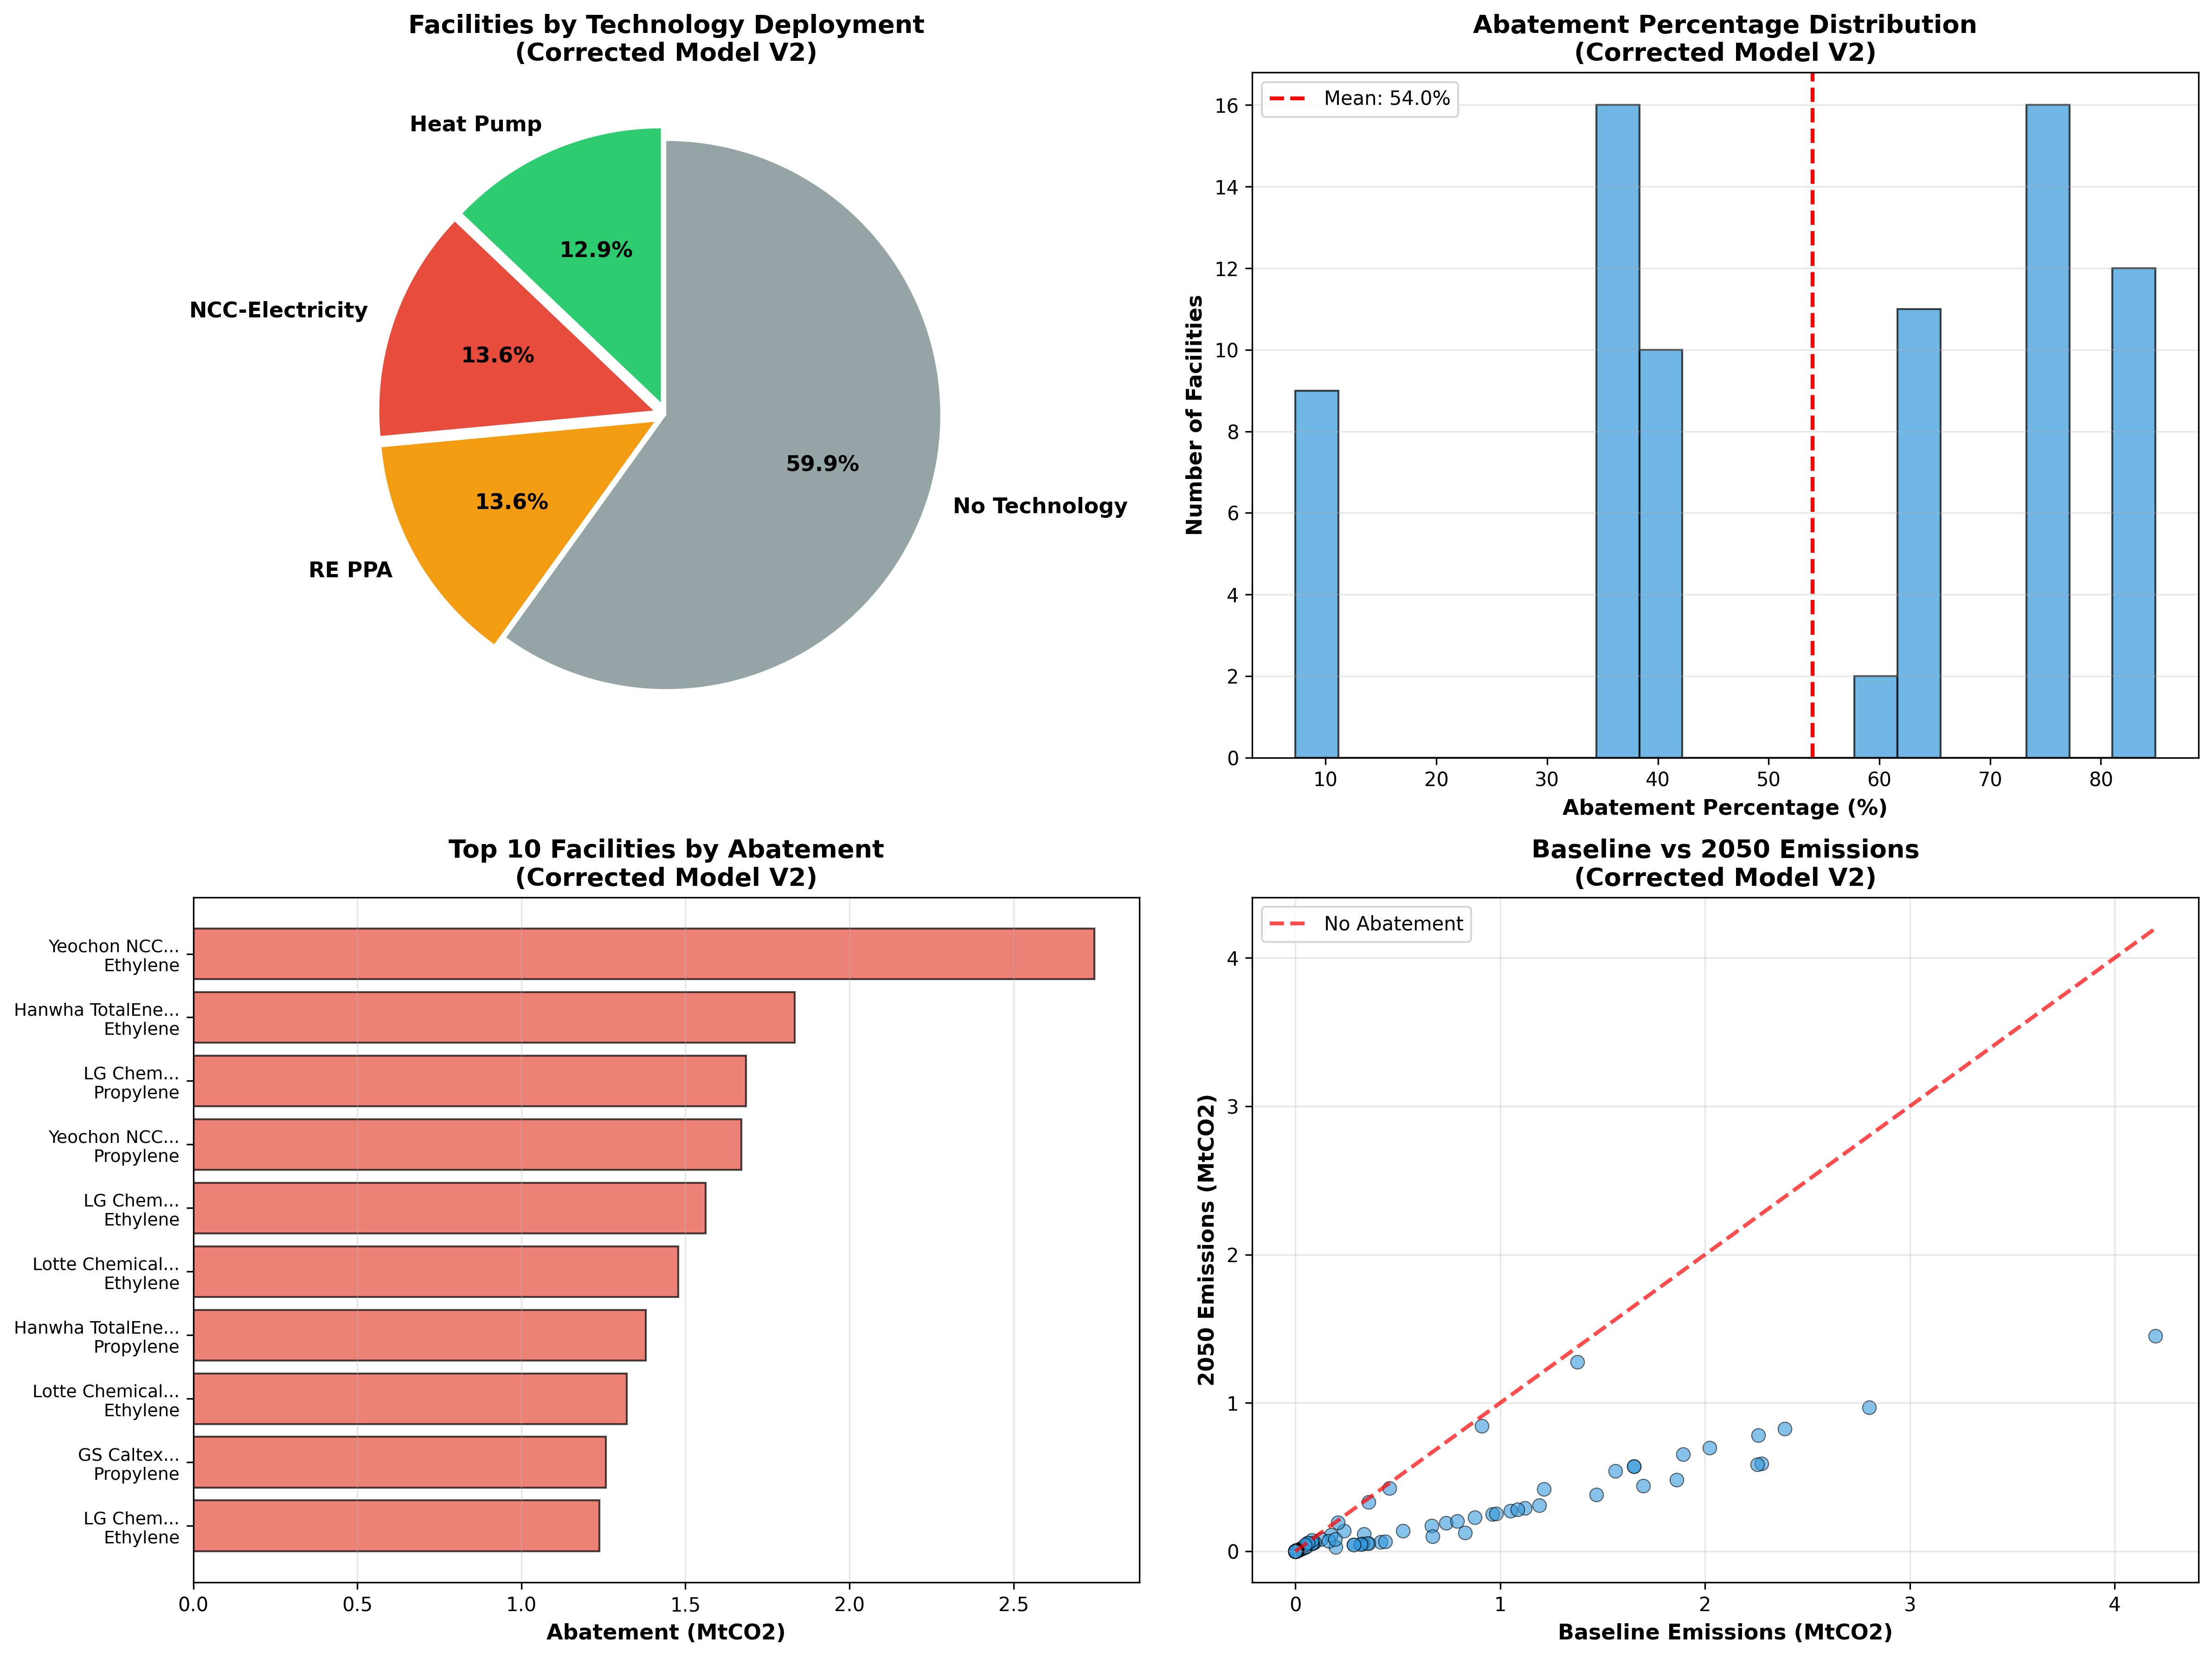 Facilities by Technology Deployment
(Corrected Model V2)
Heat Pump
12.9%
NCC-Electricity
13.6%
13.6%
RE PPA
59.9%
No Technology
Abatement Percentage Distribution
(Corrected Model V2)
Mean: 54.0%
16
14
12
10
8
6
4
2
0
Number of Facilities
10 20 30 40 50 60 70 80
Abatement Percentage (%)
Top 10 Facilities by Abatement
(Corrected Model V2)
Yeochon NCC...
Ethylene
Hanwha TotalEne...
Ethylene
LG Chem...
Propylene
Yeochon NCC...
Propylene
LG Chem...
Ethylene
Lotte Chemical...
Ethylene
Hanwha TotalEne...
Propylene
Lotte Chemical...
Ethylene
GS Caltex...
Propylene
LG Chem...
Ethylene
0.0 0.5 1.0 1.5 2.0 2.5
Abatement (MtCO2)
Baseline vs 2050 Emissions
(Corrected Model V2)
No Abatement
4
3
2
1
0
2050 Emissions (MtCO2)
0 1 2 3 4
Baseline Emissions (MtCO2)